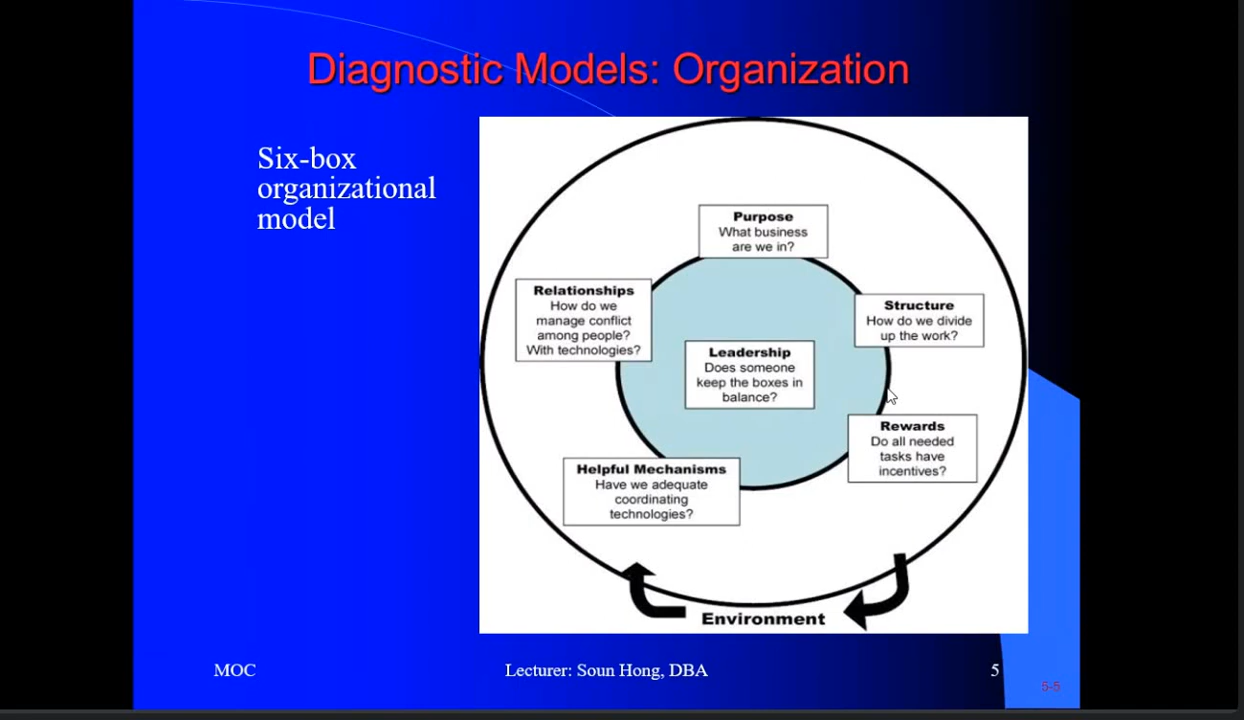 Diagnostic Models: Organization
Six-box
organizational
model
Purpose
What business
are we in?
Relationships
How do we
manage conflict
among people?
With technologies?
Structure
How do we divide
up the work?
Leadership
Does someone
keep the boxes in
balance?
Rewards
Do all needed
tasks have
incentives?
Helpful Mechanisms
Have we adequate
coordinating
technologies?
Environment
MOC
Lecturer: Soun Hong, DBA
5
5-5